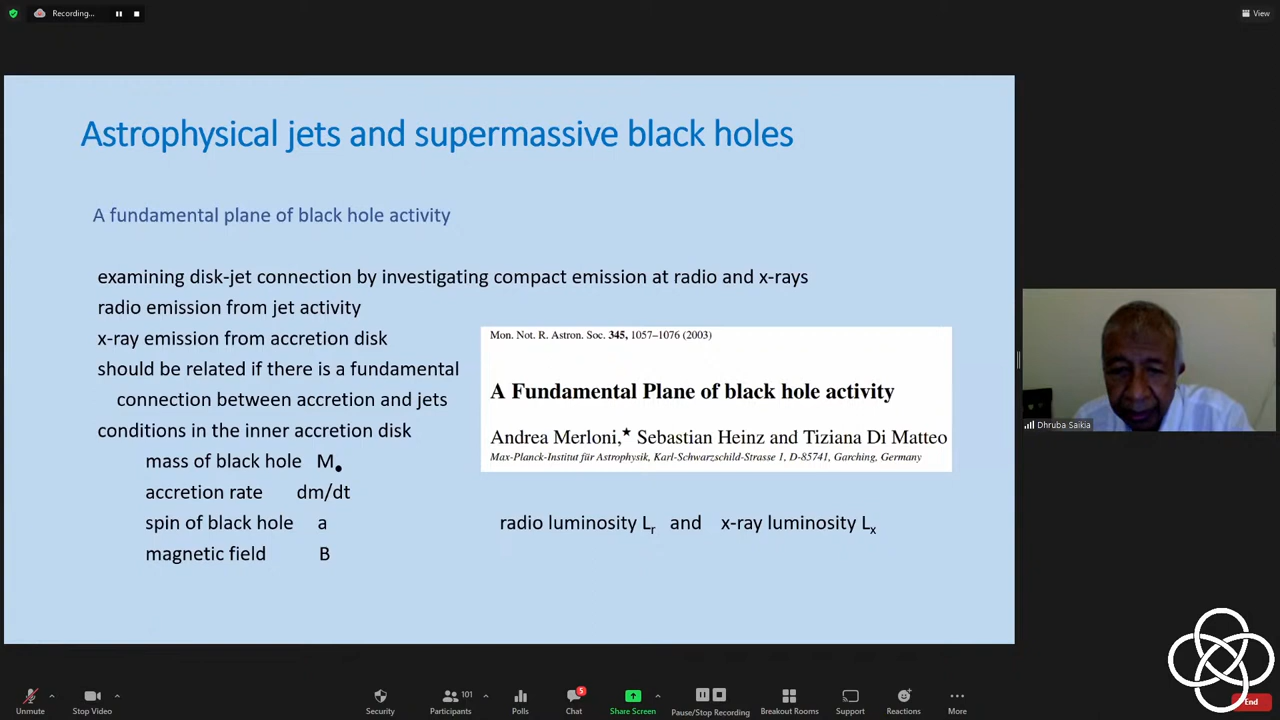 Recording...
View
Astrophysical jets and supermassive black holes
A fundamental plane of black hole activity
examining disk-jet connection by investigating compact emission at radio and x-rays
radio emission from jet activity
x-ray emission from accretion disk
should be related if there is a fundamental
connection between accretion and jets
conditions in the inner accretion disk
mass of black hole M•
accretion rate dm/dt
spin of black hole a
magnetic field B
Mon. Not. R. Astron. Soc. 345, 1057–1076 (2003)
A Fundamental Plane of black hole activity
Andrea Merloni,★ Sebastian Heinz and Tiziana Di Matteo
Max-Planck-Institut für Astrophysik, Karl-Schwarzschild-Strasse 1, D-85741, Garching, Germany
radio luminosity Lr and x-ray luminosity Lx
Dhruba Saikia
Unmute
Stop Video
Security
Participants 101
Polls
Chat 5
Share Screen
Pause/Stop Recording
Breakout Rooms
Support
Reactions
More
End